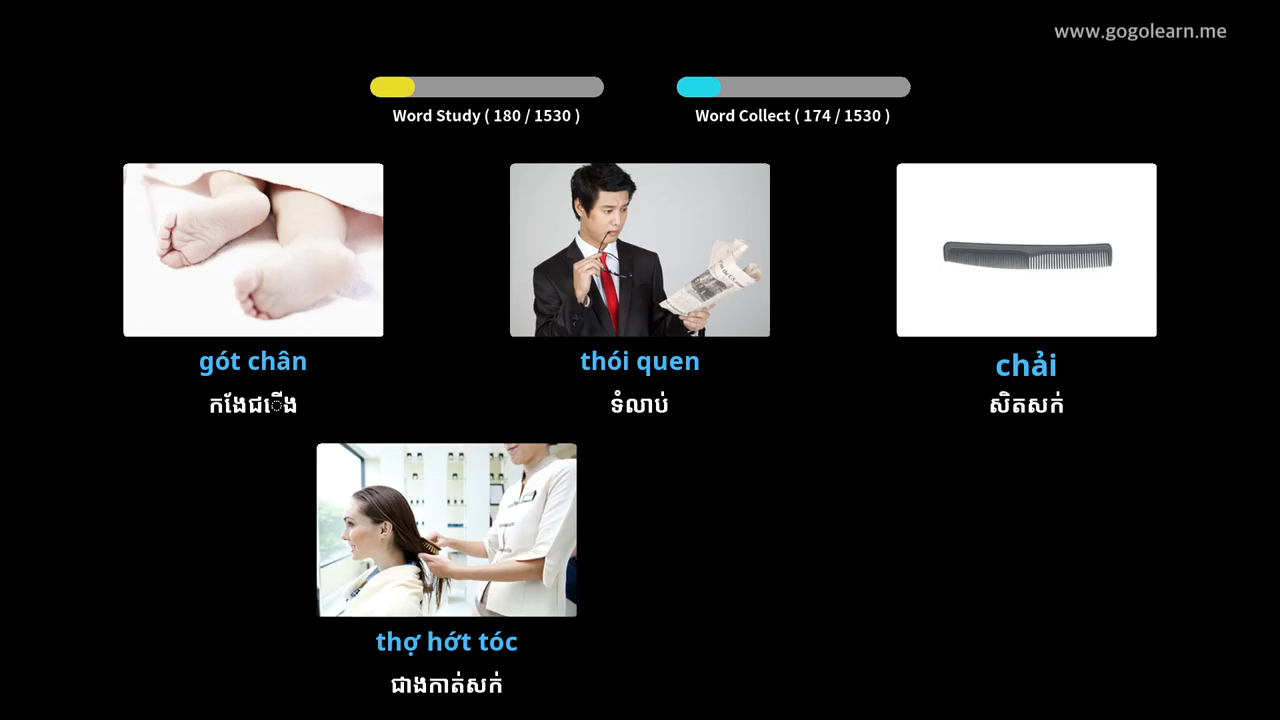 www.gogolearn.me
Word Study ( 180 / 1530 )
Word Collect ( 174 / 1530 )
gót chân
thói quen
chải
កងែជើង
ទំលាប់
សិតសក់
thợ hớt tóc
ជាងកាត់សក់